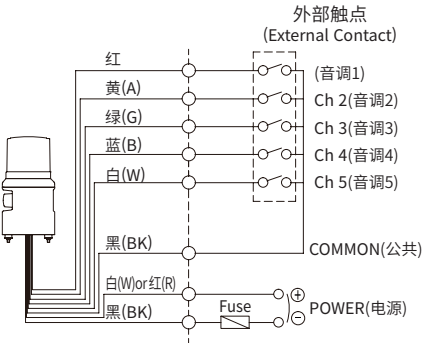 外部触点
(External Contact)
红
(音调1)
黄(A)
Ch 2(音调2)
绿(G)
Ch 3(音调3)
蓝(B)
Ch 4(音调4)
白(W)
Ch 5(音调5)
黑(BK)
COMMON(公共)
白(W)or红(R)
黑(BK)
Fuse
+
POWER(电源)
−